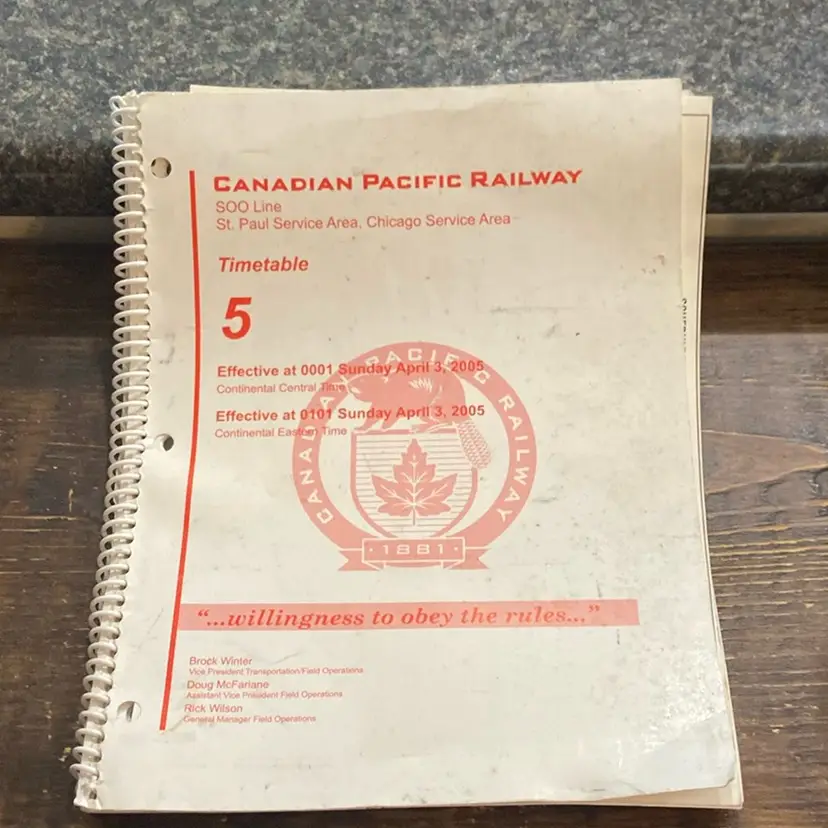 CANADIAN PACIFIC RAILWAY
SOO Line
St. Paul Service Area, Chicago Service Area
Timetable
5
Effective at 0001 Sunday April 3, 2005
Continental Central Time
Effective at 0101 Sunday April 3, 2005
Continental Eastern Time
CANADIAN PACIFIC RAILWAY
1881
"...willingness to obey the rules..."
Brock Winter
Vice President Transportation/Field Operations
Doug McFarlane
Assistant Vice President Field Operations
Rick Wilson
General Manager Field Operations